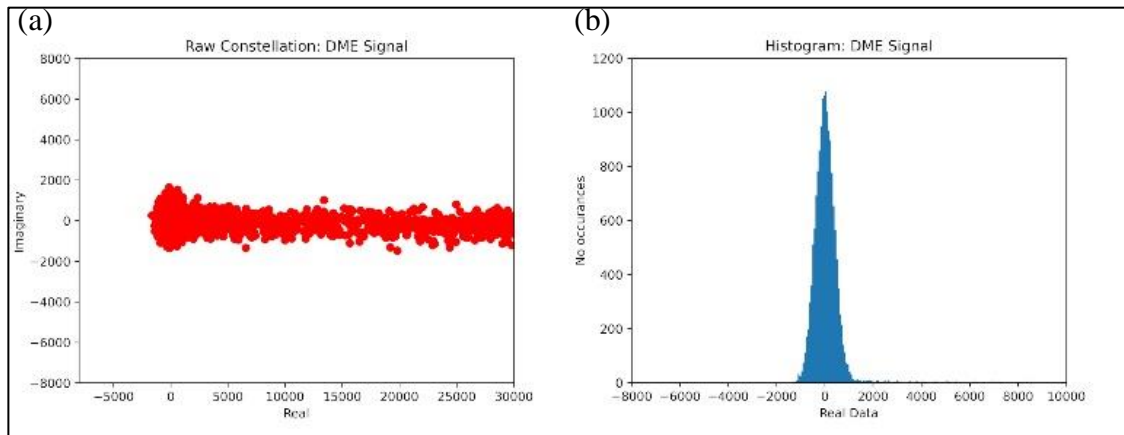 (a)
Raw Constellation: DME Signal
8000
6000
4000
2000
0
−2000
−4000
−6000
−8000
Imaginary
−5000 0 5000 10000 15000 20000 25000 30000
Real
(b)
Histogram: DME Signal
1200
1000
800
600
400
200
0
No occurances
−8000 −6000 −4000 −2000 0 2000 4000 6000 8000 10000
Real Data